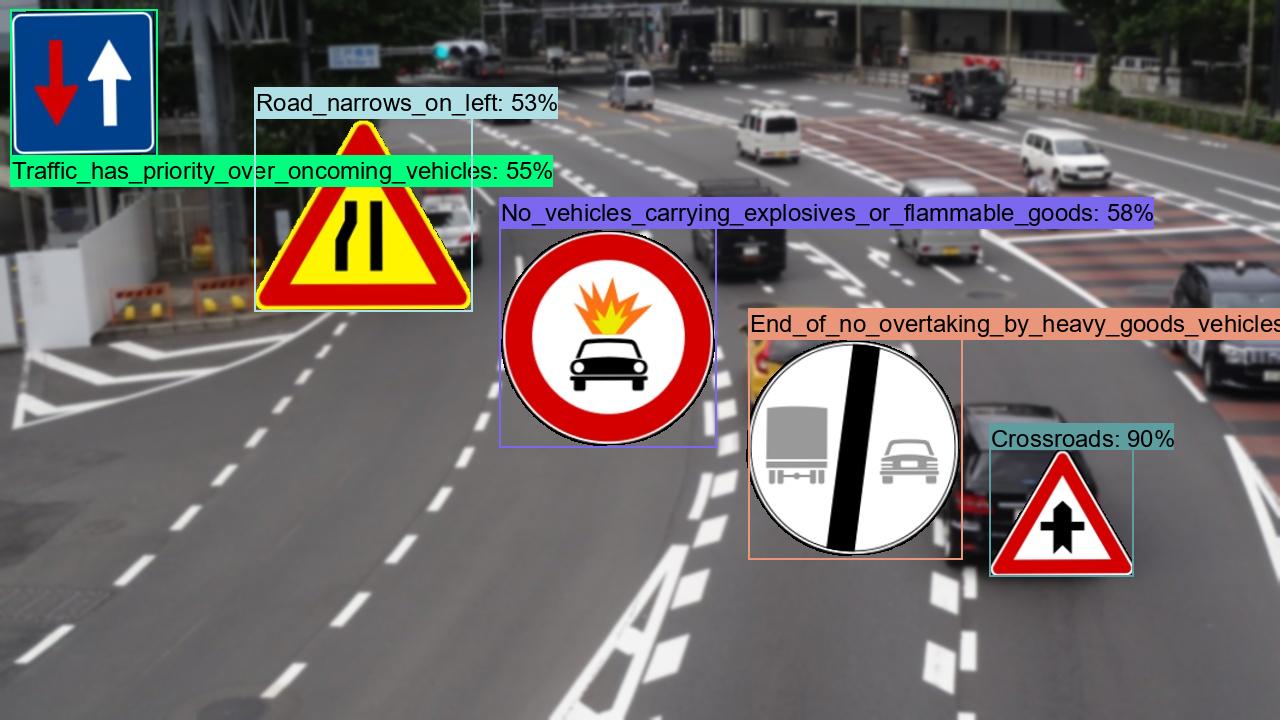 Road_narrows_on_left: 53%
Traffic_has_priority_over_oncoming_vehicles: 55%
No_vehicles_carrying_explosives_or_flammable_goods: 58%
End_of_no_overtaking_by_heavy_goods_vehicles
Crossroads: 90%